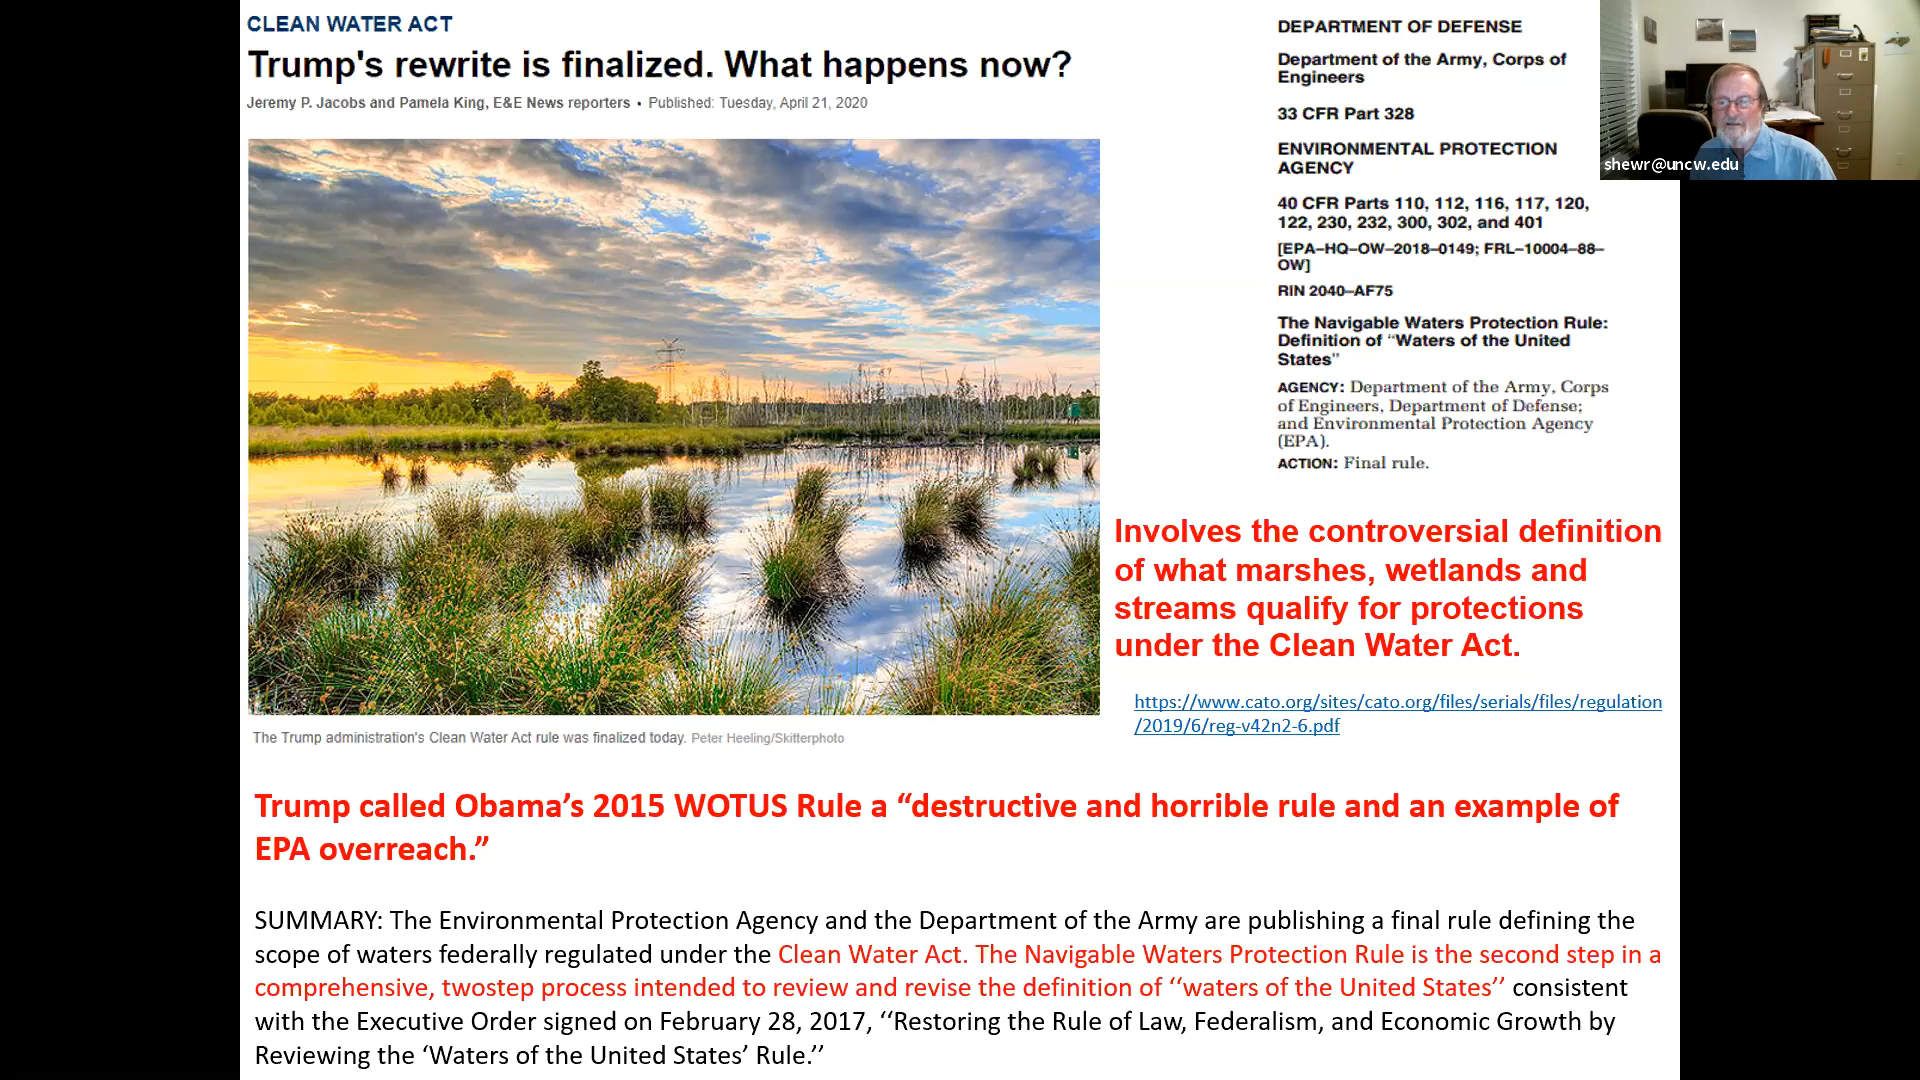 CLEAN WATER ACT
Trump's rewrite is finalized. What happens now?
Jeremy P. Jacobs and Pamela King, E&E News reporters • Published: Tuesday, April 21, 2020
The Trump administration's Clean Water Act rule was finalized today. Peter Heeling/Skitterphoto
DEPARTMENT OF DEFENSE
Department of the Army, Corps of
Engineers
33 CFR Part 328
ENVIRONMENTAL PROTECTION
AGENCY
40 CFR Parts 110, 112, 116, 117, 120,
122, 230, 232, 300, 302, and 401
[EPA–HQ–OW–2018–0149; FRL–10004–88–
OW]
RIN 2040–AF75
The Navigable Waters Protection Rule:
Definition of “Waters of the United
States”
AGENCY: Department of the Army, Corps
of Engineers, Department of Defense;
and Environmental Protection Agency
(EPA).
ACTION: Final rule.
shewr@uncw.edu
Involves the controversial definition
of what marshes, wetlands and
streams qualify for protections
under the Clean Water Act.
https://www.cato.org/sites/cato.org/files/serials/files/regulation
/2019/6/reg-v42n2-6.pdf
Trump called Obama’s 2015 WOTUS Rule a “destructive and horrible rule and an example of
EPA overreach.”
SUMMARY: The Environmental Protection Agency and the Department of the Army are publishing a final rule defining the
scope of waters federally regulated under the Clean Water Act. The Navigable Waters Protection Rule is the second step in a
comprehensive, twostep process intended to review and revise the definition of ‘‘waters of the United States’’ consistent
with the Executive Order signed on February 28, 2017, ‘‘Restoring the Rule of Law, Federalism, and Economic Growth by
Reviewing the ‘Waters of the United States’ Rule.’’